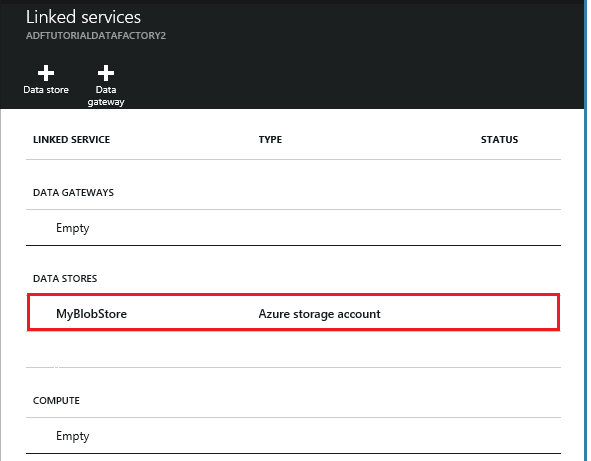 Linked services
ADFTUTORIALDATAFACTORY2
Data store
Data gateway
LINKED SERVICE TYPE STATUS
DATA GATEWAYS
Empty
DATA STORES
MyBlobStore Azure storage account
COMPUTE
Empty